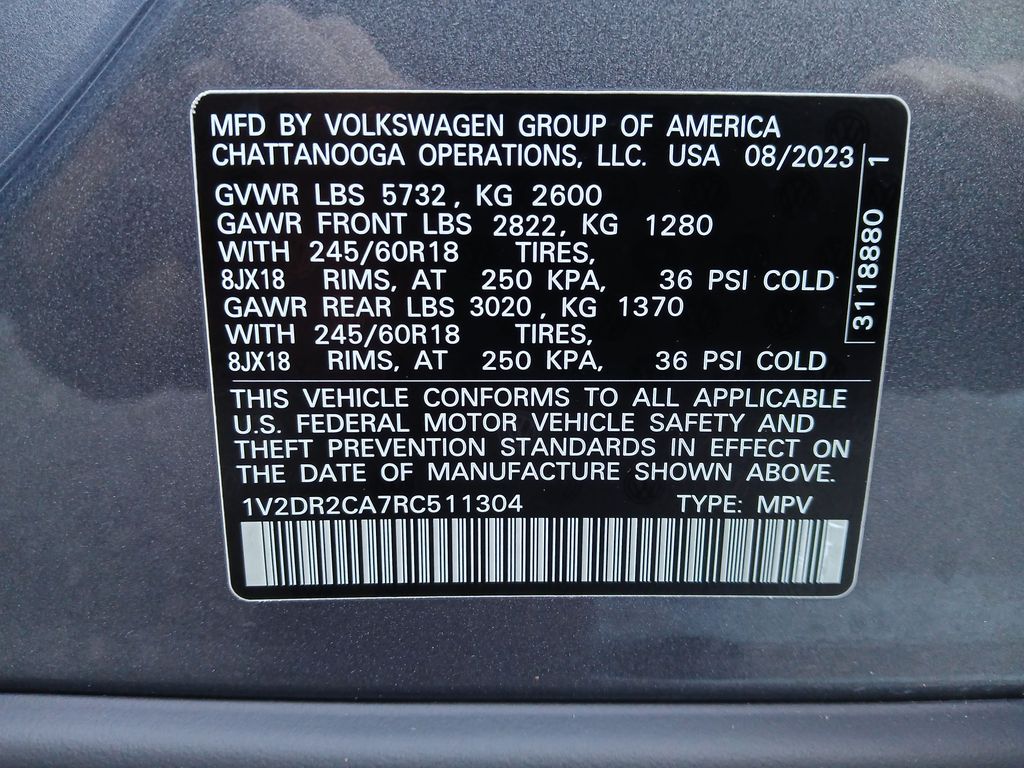 MFD BY VOLKSWAGEN GROUP OF AMERICA
CHATTANOOGA OPERATIONS, LLC. USA 08/2023
GVWR LBS 5732, KG 2600
GAWR FRONT LBS 2822, KG 1280
WITH 245/60R18 TIRES,
8JX18 RIMS, AT 250 KPA, 36 PSI COLD
GAWR REAR LBS 3020, KG 1370
WITH 245/60R18 TIRES,
8JX18 RIMS, AT 250 KPA, 36 PSI COLD
3118880 1
THIS VEHICLE CONFORMS TO ALL APPLICABLE
U.S. FEDERAL MOTOR VEHICLE SAFETY AND
THEFT PREVENTION STANDARDS IN EFFECT ON
THE DATE OF MANUFACTURE SHOWN ABOVE.
1V2DR2CA7RC511304 TYPE: MPV